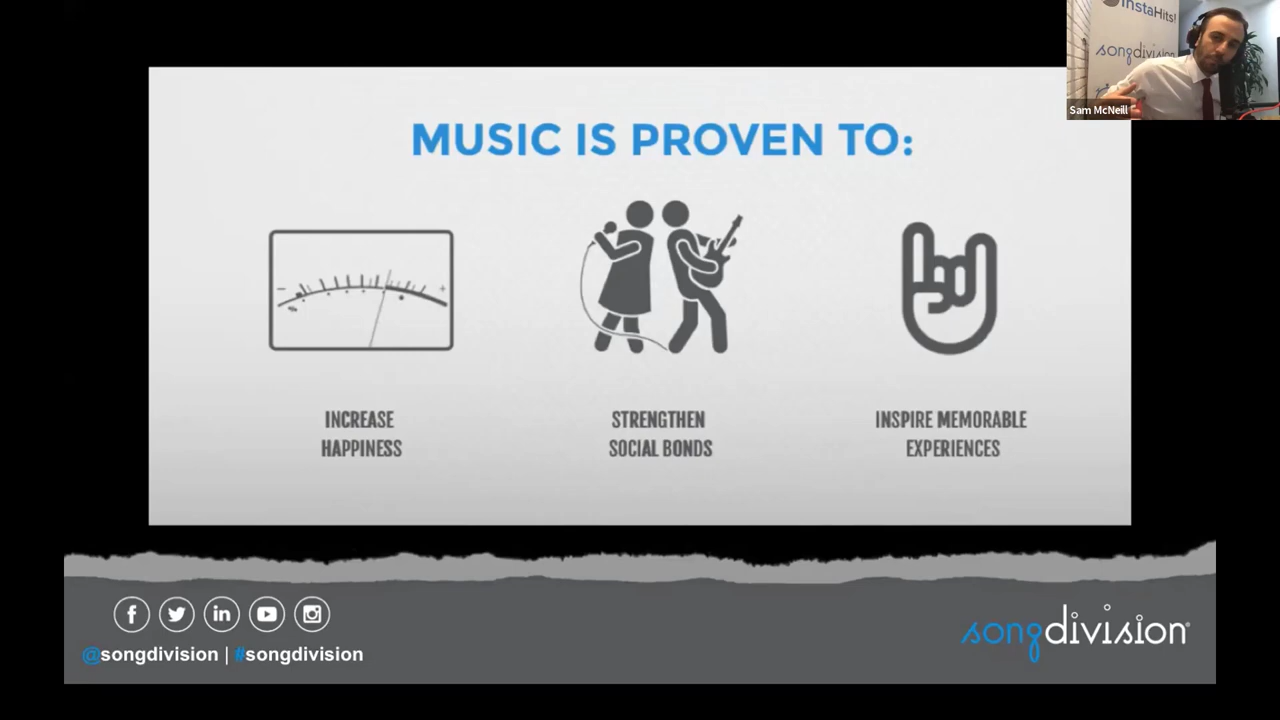 MUSIC IS PROVEN TO:
INCREASE
HAPPINESS
STRENGTHEN
SOCIAL BONDS
INSPIRE MEMORABLE
EXPERIENCES
@songdivision | #songdivision
songdivision
InstaHits!
songdivision
Sam McNeill